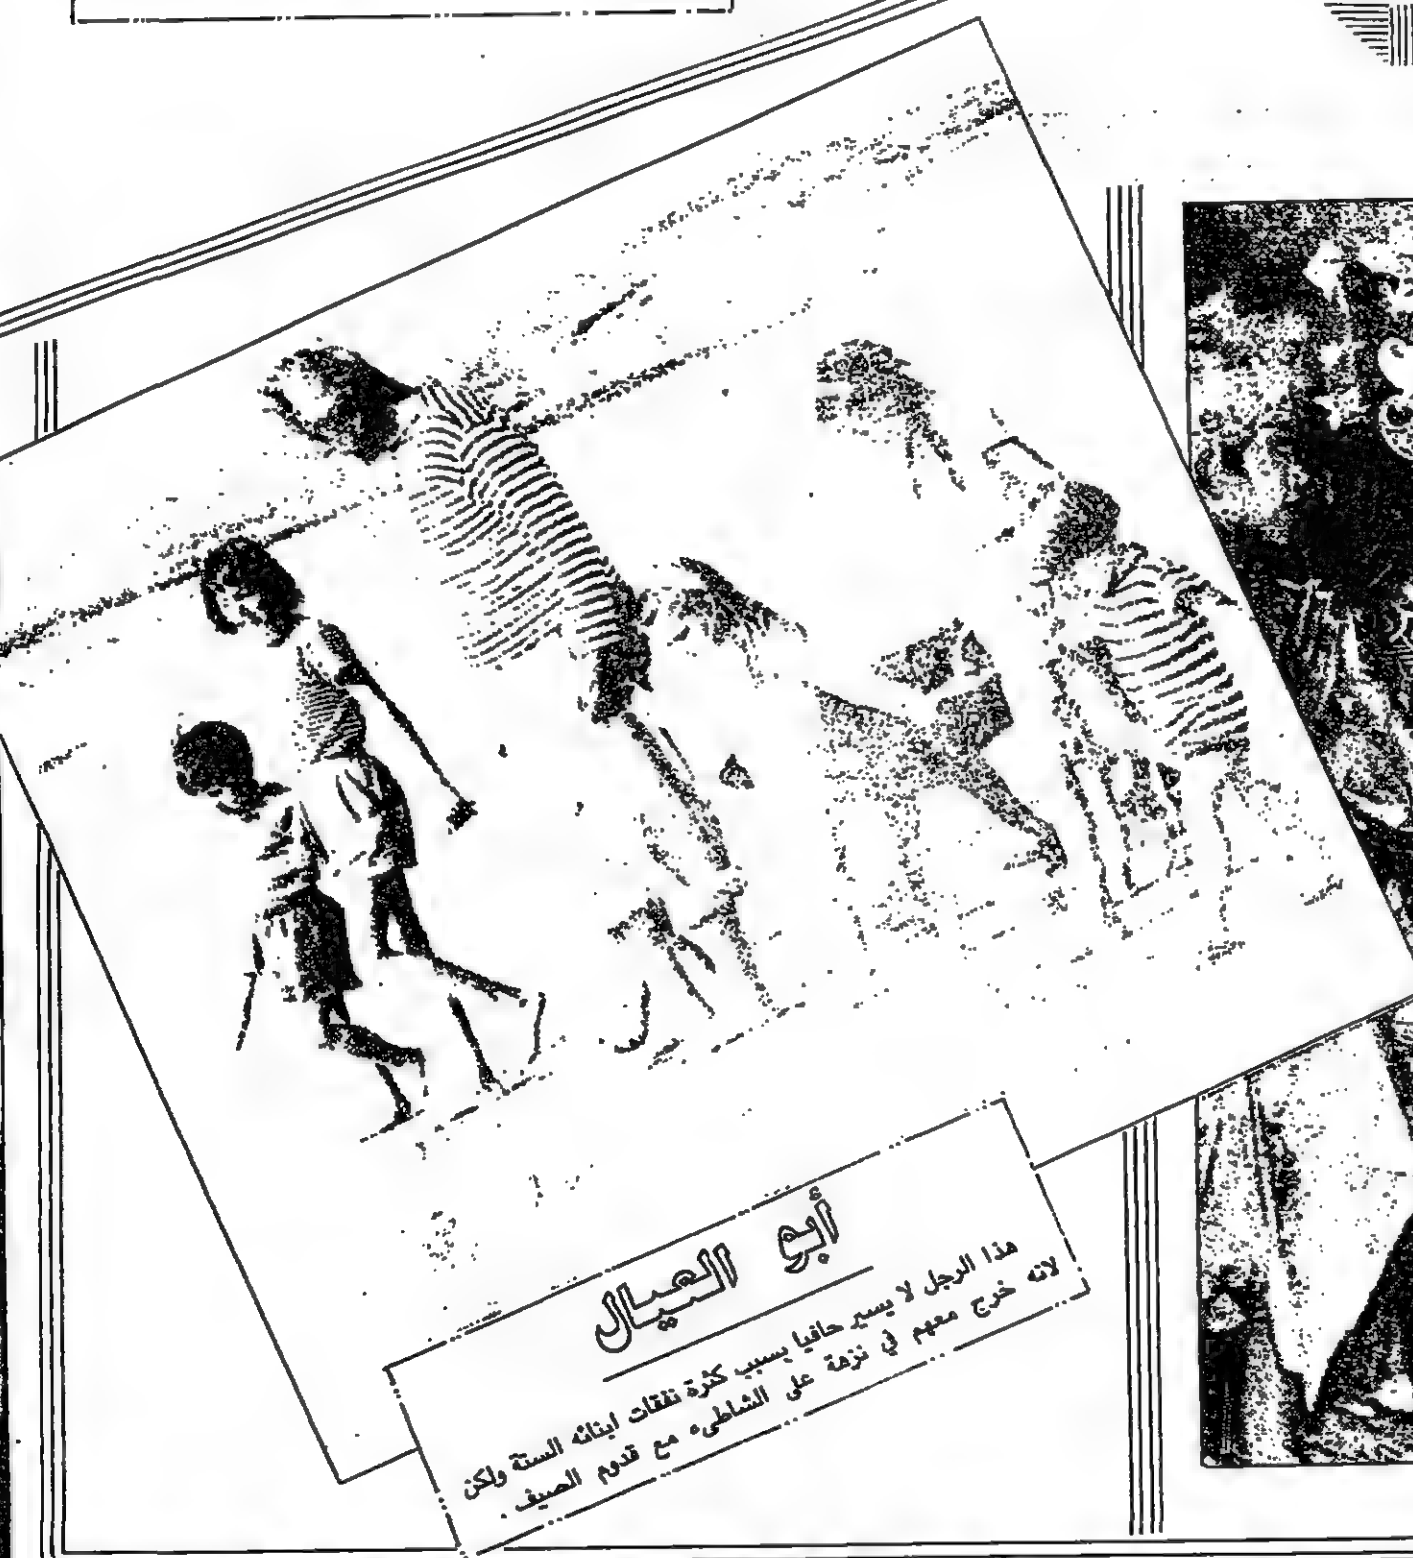 أبو العيال
هذا الرجل لا يسير حافيا بسبب كثرة نفقات ابنائه الستة ولكن
لانه خرج معهم في نزهة على الشاطىء مع قدوم الصيف .